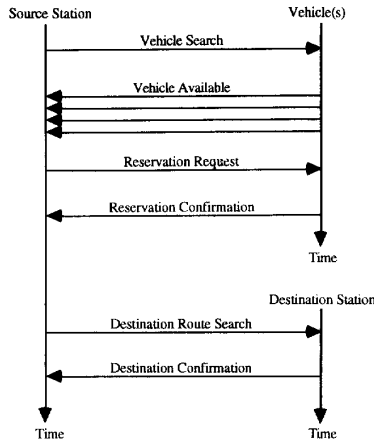 Source Station
Vehicle(s)
Vehicle Search
Vehicle Available
Reservation Request
Reservation Confirmation
Time
Destination Station
Destination Route Search
Destination Confirmation
Time
Time